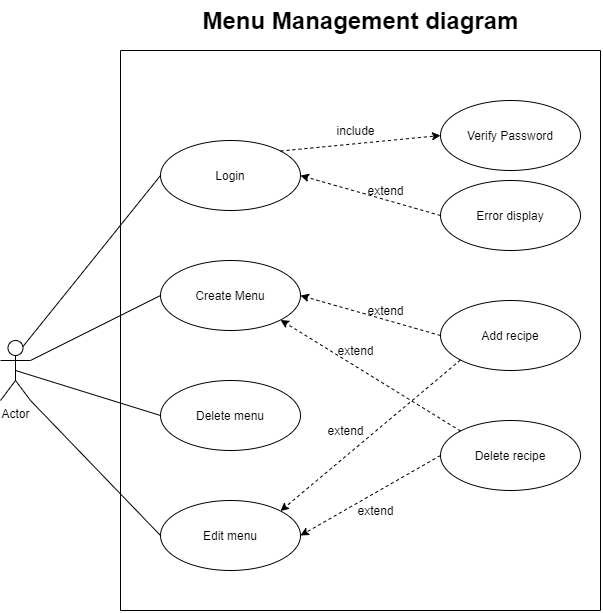 Menu Management diagram
include
Verify Password
Login
extend
Error display
Create Menu
extend
Add recipe
extend
Actor
Delete menu
extend
Delete recipe
extend
Edit menu